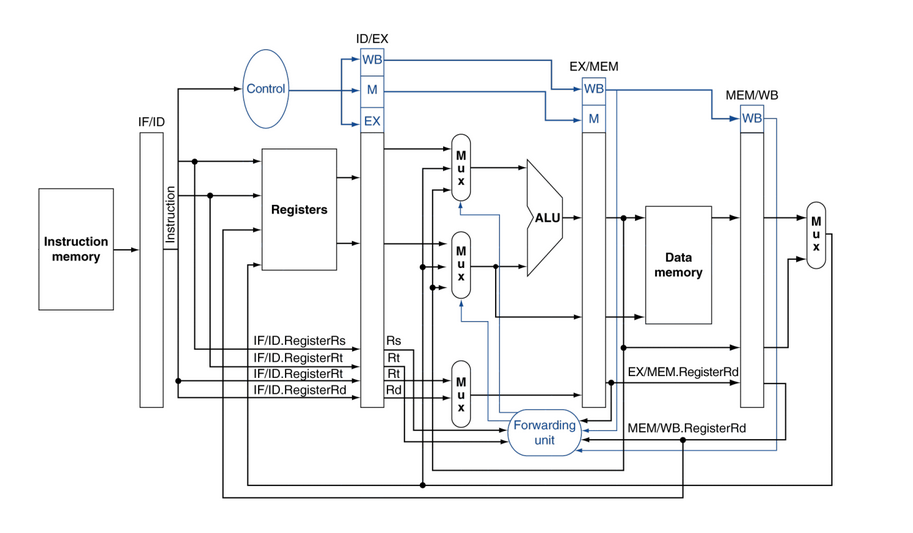 ID/EX
WB
EX/MEM
Control
M
WB
MEM/WB
IF/ID
EX
M
WB
M
u
x
Instruction
Registers
ALU
M
u
x
Instruction
memory
M
u
x
Data
memory
IF/ID.RegisterRs
Rs
IF/ID.RegisterRt
Rt
IF/ID.RegisterRt
Rt
IF/ID.RegisterRd
Rd
M
u
x
EX/MEM.RegisterRd
Forwarding
unit
MEM/WB.RegisterRd